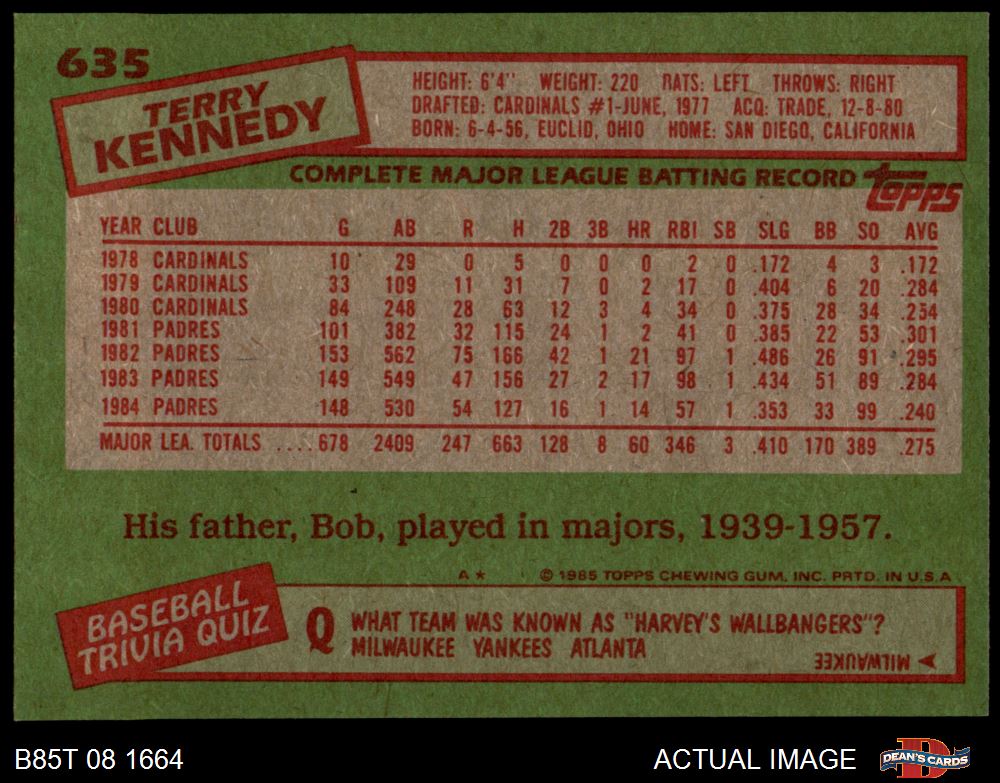 635
TERRY
KENNEDY
HEIGHT: 6'4" WEIGHT: 220 BATS: LEFT THROWS: RIGHT
DRAFTED: CARDINALS #1-JUNE, 1977 ACQ: TRADE, 12-8-80
BORN: 6-4-56, EUCLID, OHIO HOME: SAN DIEGO, CALIFORNIA
COMPLETE MAJOR LEAGUE BATTING RECORD topps
YEAR CLUB G AB R H 2B 3B HR RBI SB SLG BB SO AVG
1978 CARDINALS 10 29 0 5 0 0 0 2 0 .172 4 3 .172
1979 CARDINALS 33 109 11 31 7 0 2 17 0 .404 6 20 .284
1980 CARDINALS 84 248 28 63 12 3 4 34 0 .375 28 34 .254
1981 PADRES 101 382 32 115 24 1 2 41 0 .385 22 53 .301
1982 PADRES 153 562 75 166 42 1 21 97 1 .486 26 91 .295
1983 PADRES 149 549 47 156 27 2 17 98 1 .434 51 89 .284
1984 PADRES 148 530 54 127 16 1 14 57 1 .353 33 99 .240
MAJOR LEA. TOTALS ....678 2409 247 663 128 8 60 346 3 .410 170 389 .275
His father, Bob, played in majors, 1939-1957.
A* © 1985 TOPPS CHEWING GUM, INC. PRTD. IN U.S.A
BASEBALL
TRIVIA QUIZ
Q WHAT TEAM WAS KNOWN AS "HARVEY'S WALLBANGERS"?
MILWAUKEE YANKEES ATLANTA
MILWAUKEE
B85T 08 1664 ACTUAL IMAGE DEAN'S CARDS